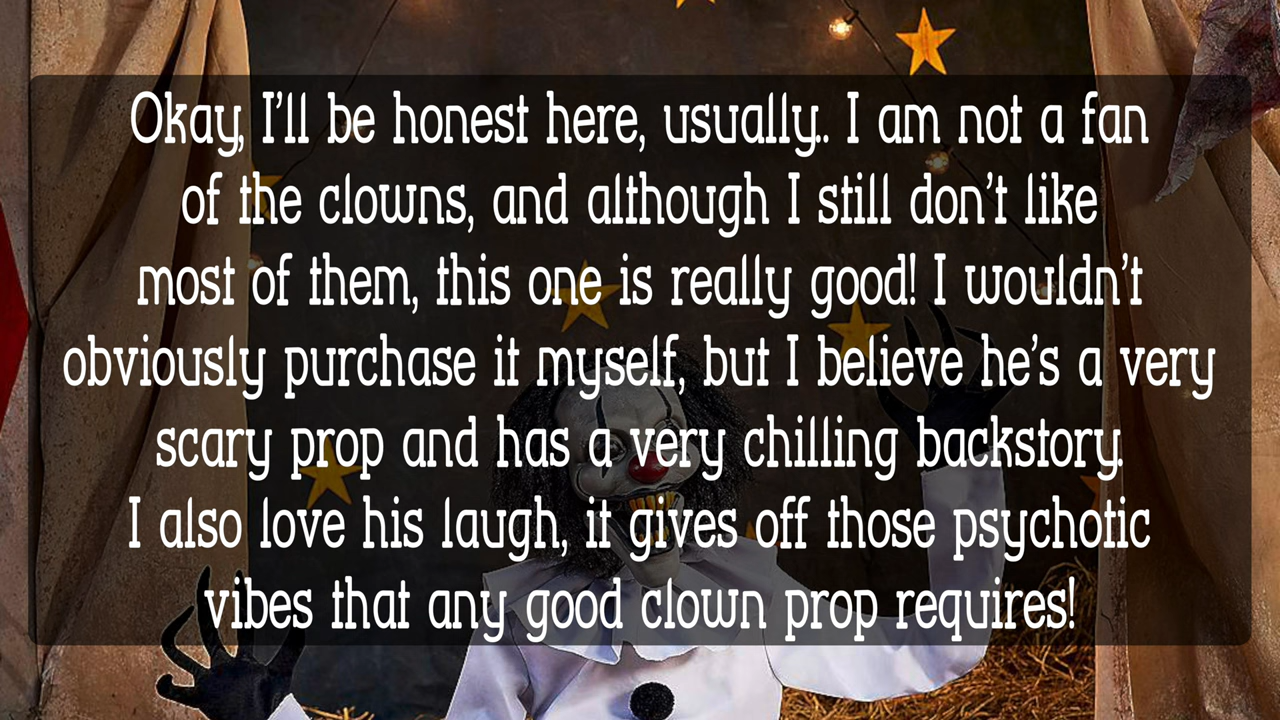 Okay, I'll be honest here, usually.. I am not a fan
of the clowns, and although I still don't like
most of them, this one is really good! I wouldn't
obviously purchase it myself, but I believe he's a very
scary prop and has a very chilling backstory.
I also love his laugh, it gives off those psychotic
vibes that any good clown prop requires!